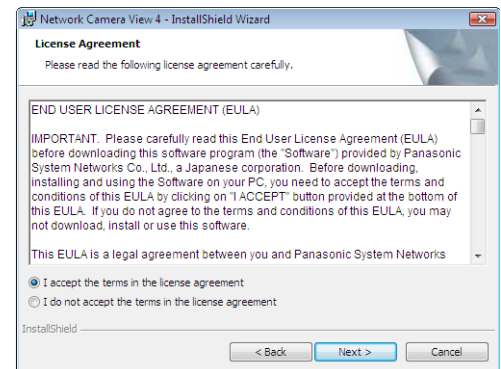 Network Camera View 4 - InstallShield Wizard
License Agreement
Please read the following license agreement carefully.
END USER LICENSE AGREEMENT (EULA)
IMPORTANT. Please carefully read this End User License Agreement (EULA)
before downloading this software program (the "Software") provided by Panasonic
System Networks Co., Ltd., a Japanese corporation. Before downloading,
installing and using the Software on your PC, you need to accept the terms and
conditions of this EULA by clicking on "I ACCEPT" button provided at the bottom of
this EULA. If you do not agree to the terms and conditions of this EULA, you may
not download, install or use this software.
This EULA is a legal agreement between you and Panasonic System Networks
I accept the terms in the license agreement
I do not accept the terms in the license agreement
InstallShield
< Back
Next >
Cancel